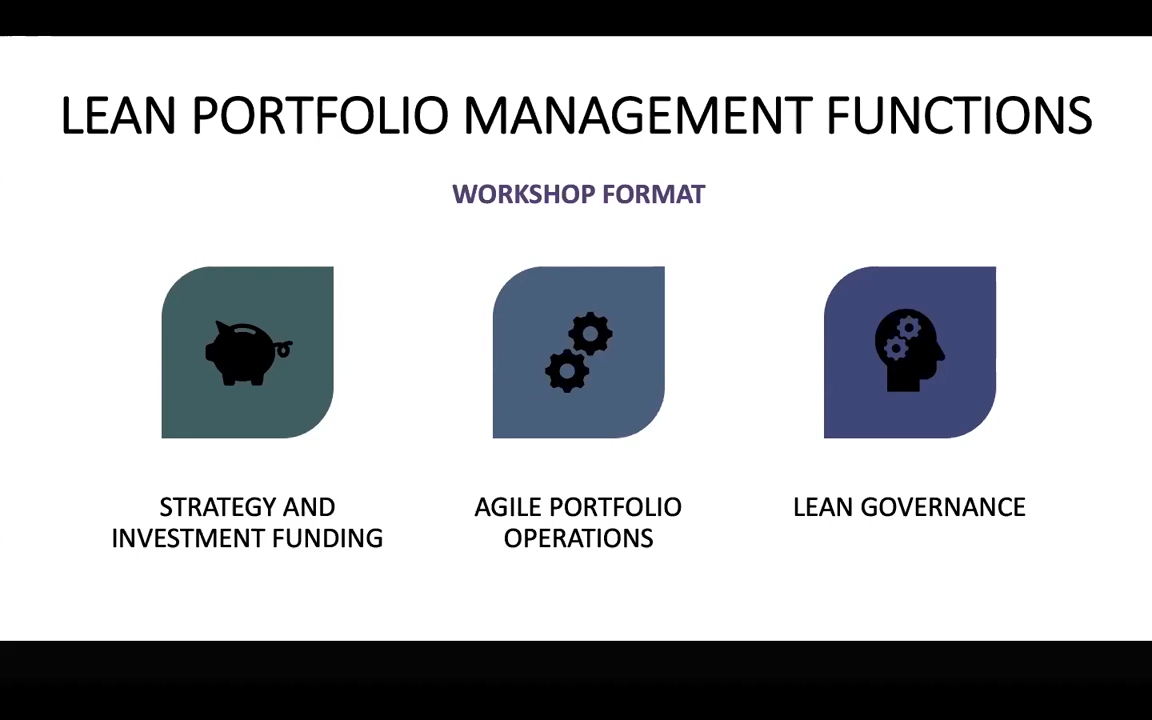 LEAN PORTFOLIO MANAGEMENT FUNCTIONS
WORKSHOP FORMAT
STRATEGY AND
INVESTMENT FUNDING
AGILE PORTFOLIO
OPERATIONS
LEAN GOVERNANCE